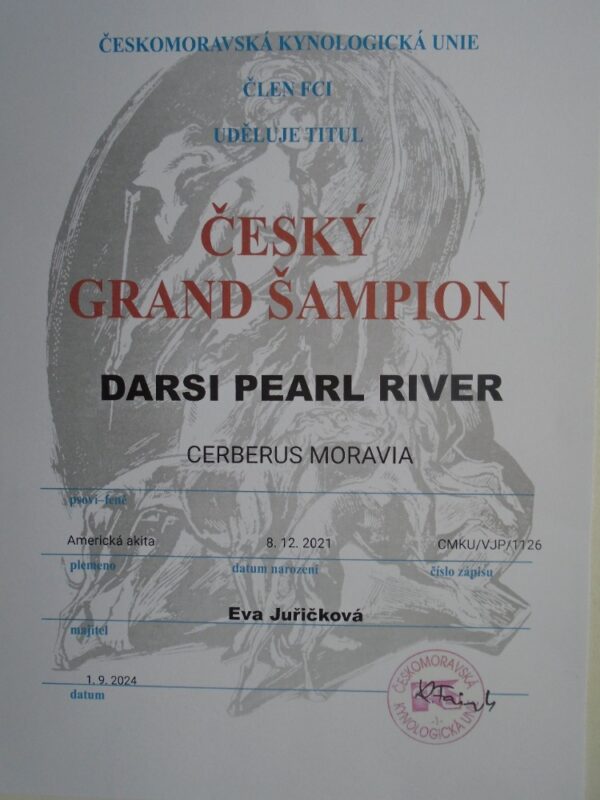 ČESKOMORAVSKÁ KYNOLOGICKÁ UNIE
ČLEN FCI
UDĚLUJE TITUL
ČESKÝ
GRAND ŠAMPION
DARSI PEARL RIVER
CERBERUS MORAVIA
psovi–feně
Americká akita 8. 12. 2021 CMKU/VJP/1126
plemeno datum narození číslo zápisu
Eva Juřičková
majitel
1. 9. 2024
datum
ČESKOMORAVSKÁ
KYNOLOGICKÁ UNIE
-1-